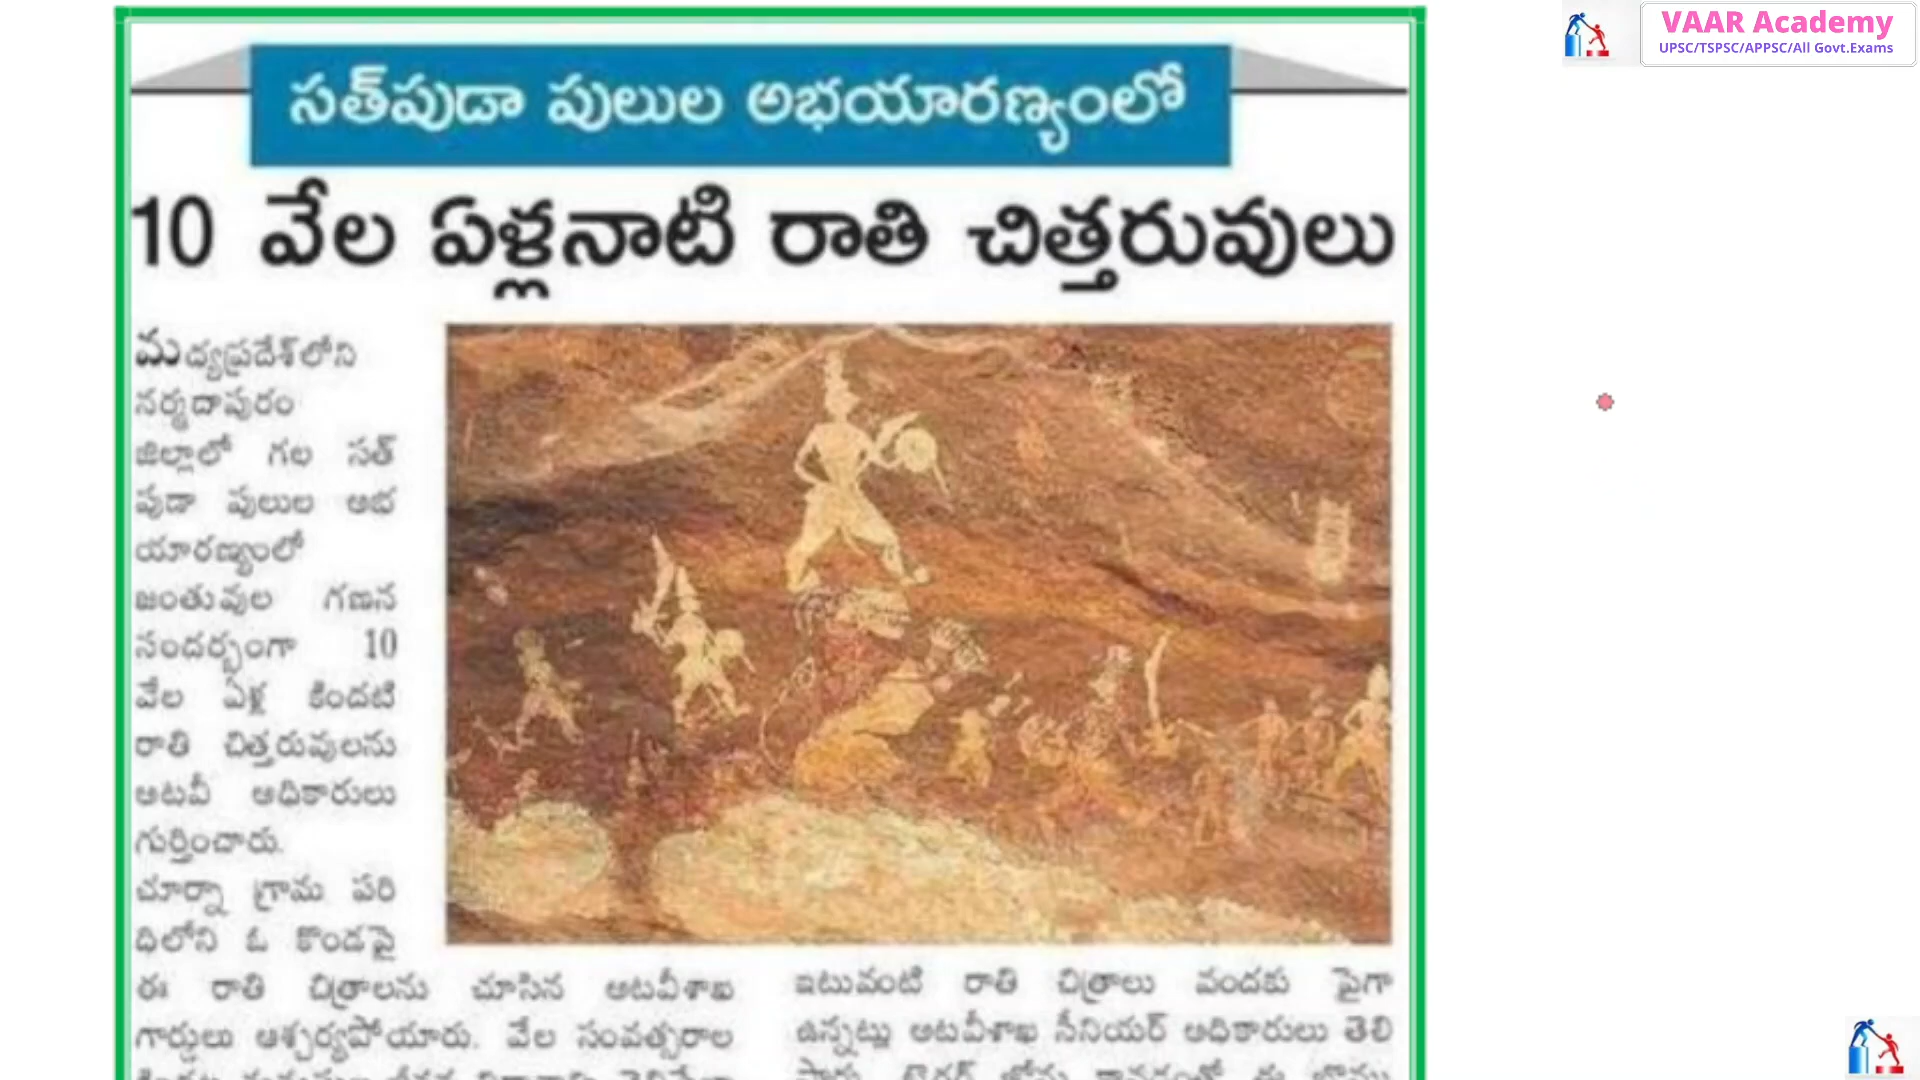 VAAR Academy
UPSC/TSPSC/APPSC/All Govt.Exams
సత్‌పుడా పులుల అభయారణ్యంలో
10 వేల ఏళ్లనాటి రాతి చిత్తరువులు
మధ్యప్రదేశ్‌లోని
నర్మదాపురం
జిల్లాలో గల సత్
పుడా పులుల అభ
యారణ్యంలో
జంతువుల గణన
సందర్భంగా 10
వేల ఏళ్ల కిందటి
రాతి చిత్తరువులను
అటవీ అధికారులు
గుర్తించారు.
చూర్నా గ్రామ పరి
ధిలోని ఓ కొండపై
ఈ రాతి చిత్రాలను చూసిన అటవీశాఖ
గార్డులు ఆశ్చర్యపోయారు. వేల సంవత్సరాల
ఇటువంటి రాతి చిత్రాలు వందకు పైగా
ఉన్నట్లు అటవీశాఖ సీనియర్ అధికారులు తెలి